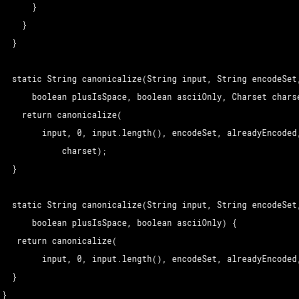 }
}
}
static String canonicalize(String input, String encodeSet,
boolean plusIsSpace, boolean asciiOnly, Charset charse
return canonicalize(
input, 0, input.length(), encodeSet, alreadyEncoded,
charset);
}
static String canonicalize(String input, String encodeSet,
boolean plusIsSpace, boolean asciiOnly) {
return canonicalize(
input, 0, input.length(), encodeSet, alreadyEncoded,
}
}